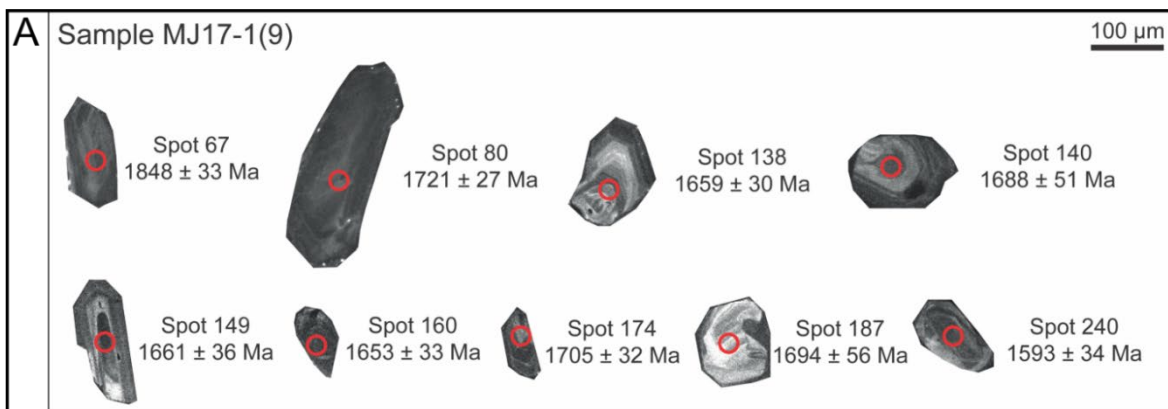 A
Sample MJ17-1(9)
100 µm
Spot 67
1848 ± 33 Ma
Spot 80
1721 ± 27 Ma
Spot 138
1659 ± 30 Ma
Spot 140
1688 ± 51 Ma
Spot 149
1661 ± 36 Ma
Spot 160
1653 ± 33 Ma
Spot 174
1705 ± 32 Ma
Spot 187
1694 ± 56 Ma
Spot 240
1593 ± 34 Ma